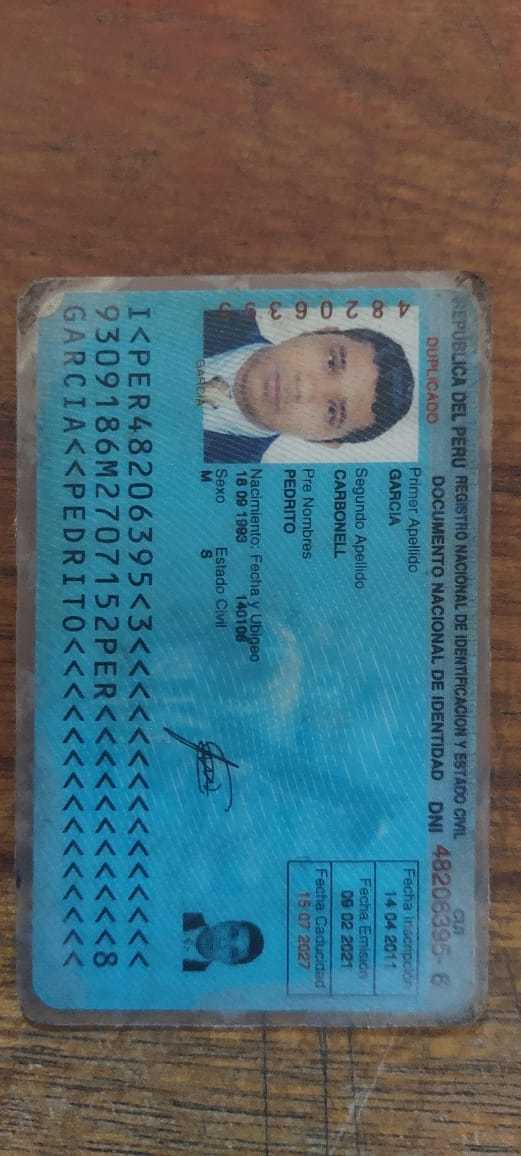 REPUBLICA DEL PERU REGISTRO NACIONAL DE IDENTIFICACION Y ESTADO CIVIL
DUPLICADO
DOCUMENTO NACIONAL DE IDENTIDAD DNI
CUI
48206395-6
48206395
GARCIA
Primer Apellido
GARCIA
Segundo Apellido
CARBONELL
Pre Nombres
PEDRITO
Nacimiento: Fecha y Ubigeo
18 09 1993 140106
Sexo Estado Civil
M S
Fecha Inscripción
14 04 2011
Fecha Emisión
09 02 2021
Fecha Caducidad
15 07 2027
I<PER48206395<3<<<<<<<<<<<<<<<
9309186M2707152PER<<<<<<<<<<<8
GARCIA<<PEDRITO<<<<<<<<<<<<<<<